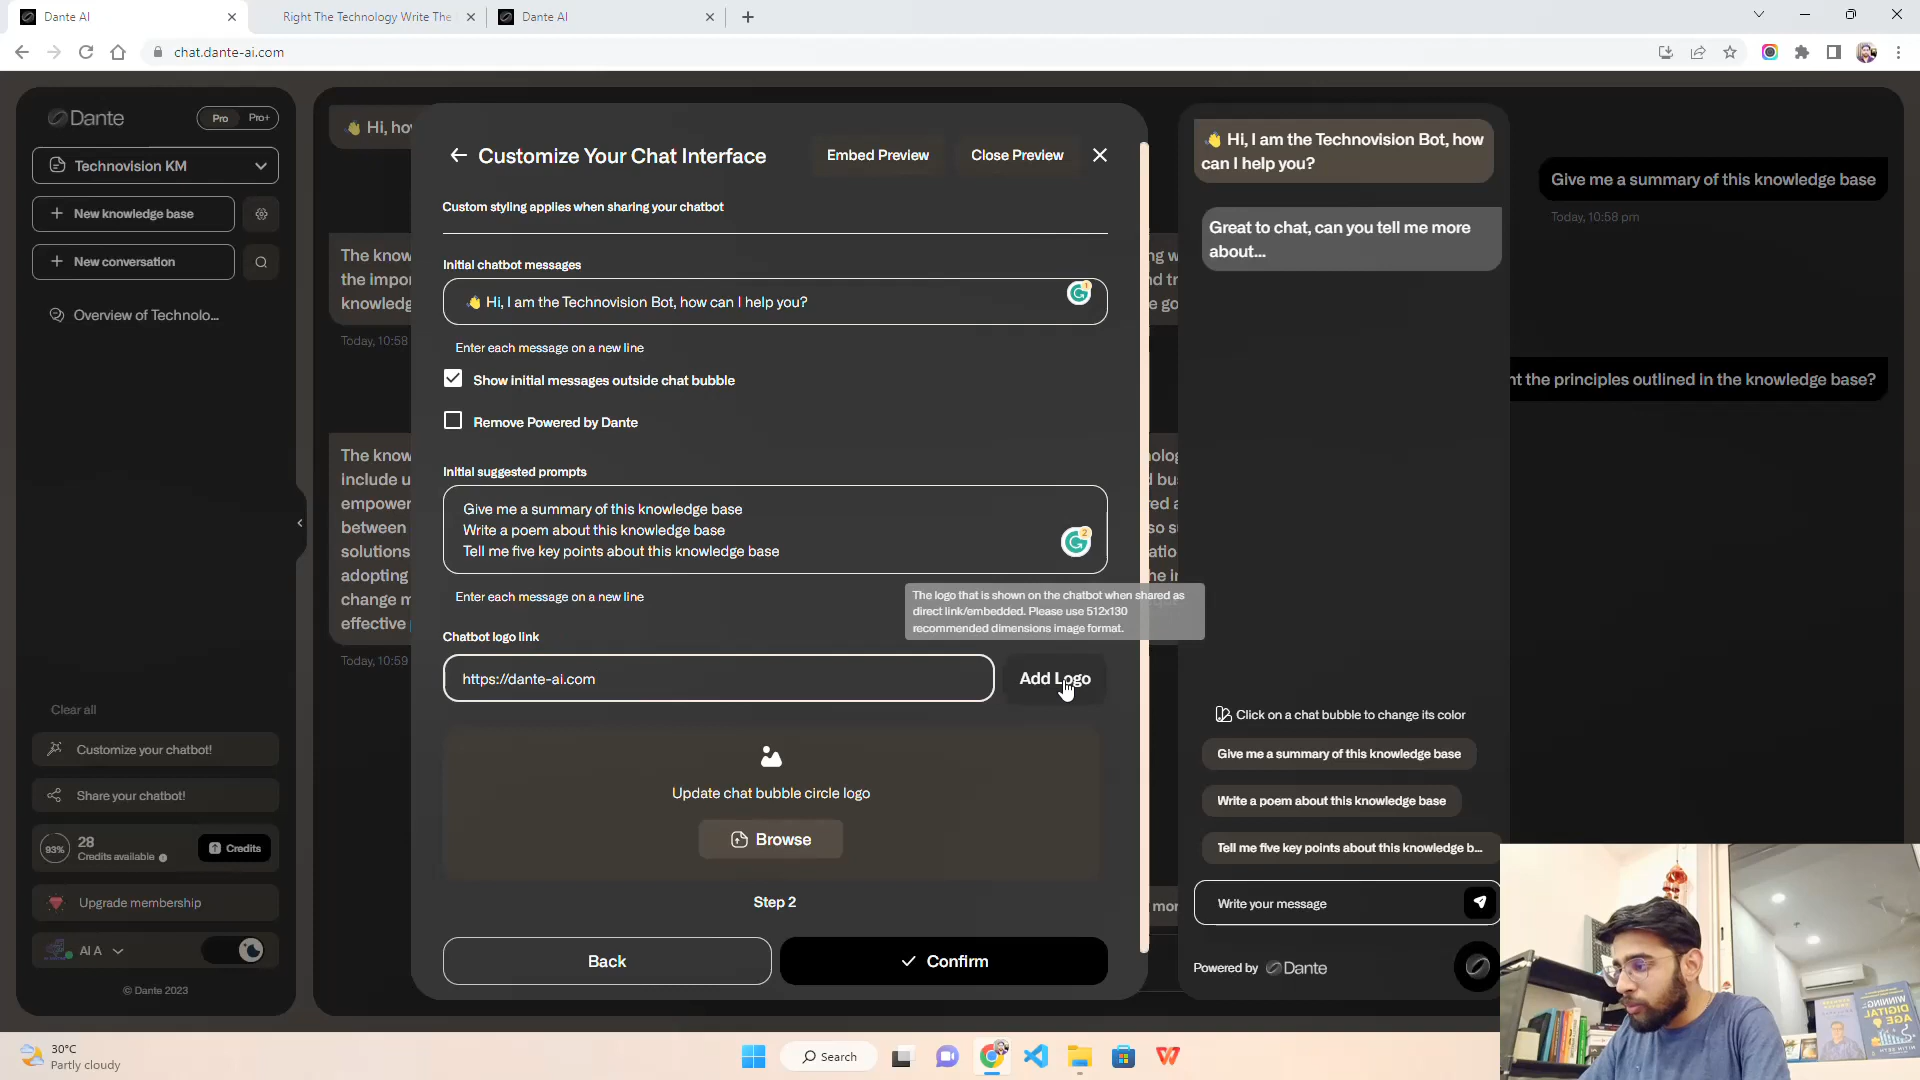 Dante AI
Right The Technology Write The
Dante AI
chat.dante-ai.com
Dante
Pro
Pro+
Technovision KM
New knowledge base
New conversation
Overview of Technolo...
Clear all
Customize your chatbot!
Share your chatbot!
93%
28
Credits available
Credits
Upgrade membership
AI A
© Dante 2023
👋 Hi, ho
Today, 10:58
Today, 10:59
The know
the impor
knowledg
The know
include u
empower
between
solutions
adopting
change m
effective
Customize Your Chat Interface
Embed Preview
Close Preview
Custom styling applies when sharing your chatbot
Initial chatbot messages
👋 Hi, I am the Technovision Bot, how can I help you?
Enter each message on a new line
Show initial messages outside chat bubble
Remove Powered by Dante
Initial suggested prompts
Give me a summary of this knowledge base
Write a poem about this knowledge base
Tell me five key points about this knowledge base
Enter each message on a new line
The logo that is shown on the chatbot when shared as
direct link/embedded. Please use 512x130
recommended dimensions image format.
Chatbot logo link
https://dante-ai.com
Add Logo
Update chat bubble circle logo
Browse
Step 2
Back
Confirm
👋 Hi, I am the Technovision Bot, how
can I help you?
Great to chat, can you tell me more
about...
Click on a chat bubble to change its color
Give me a summary of this knowledge base
Write a poem about this knowledge base
Tell me five key points about this knowledge b...
Write your message
Powered by Dante
Give me a summary of this knowledge base
Today, 10:58 pm
nt the principles outlined in the knowledge base?
30°C
Partly cloudy
Search